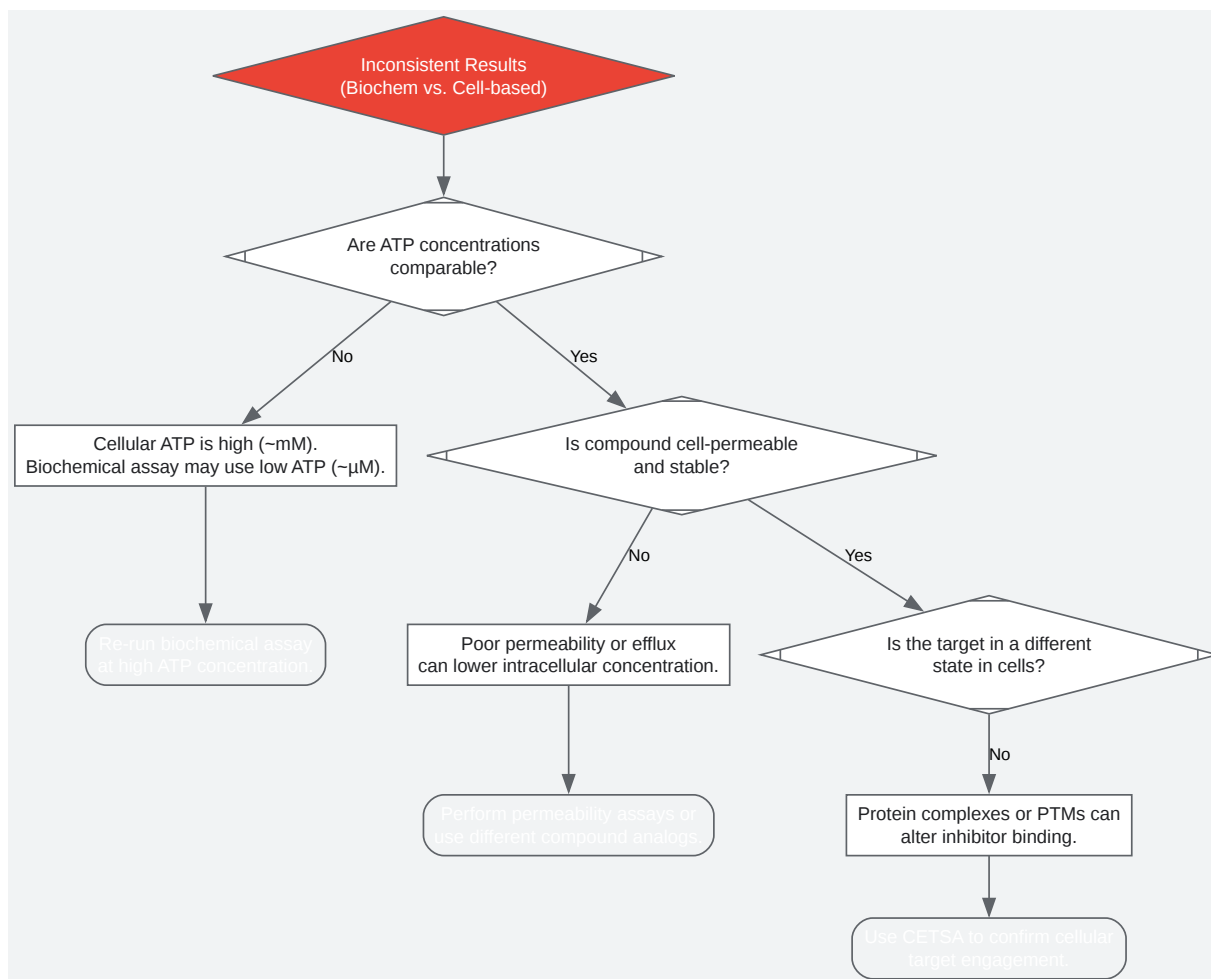 Inconsistent Results
(Biochem vs. Cell-based)
Are ATP concentrations
comparable?
No
Yes
Cellular ATP is high (~mM).
Biochemical assay may use low ATP (~µM).
Is compound cell-permeable
and stable?
No
Yes
Re-run biochemical assay
at high ATP concentration.
Poor permeability or efflux
can lower intracellular concentration.
Is the target in a different
state in cells?
No
Perform permeability assays or
use different compound analogs.
Protein complexes or PTMs can
alter inhibitor binding.
Use CETSA to confirm cellular
target engagement.